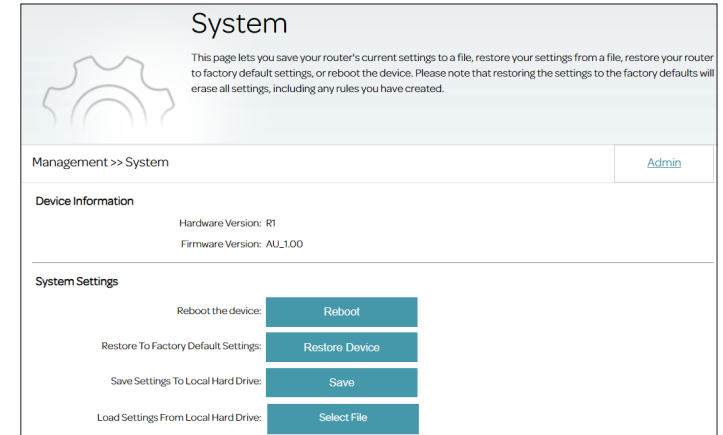 System
This page lets you save your router's current settings to a file, restore your settings from a file, restore your router
to factory default settings, or reboot the device. Please note that restoring the settings to the factory defaults will
erase all settings, including any rules you have created.
Management >> System Admin
Device Information
Hardware Version: R1
Firmware Version: AU_1.00
System Settings
Reboot the device: Reboot
Restore To Factory Default Settings: Restore Device
Save Settings To Local Hard Drive: Save
Load Settings From Local Hard Drive: Select File